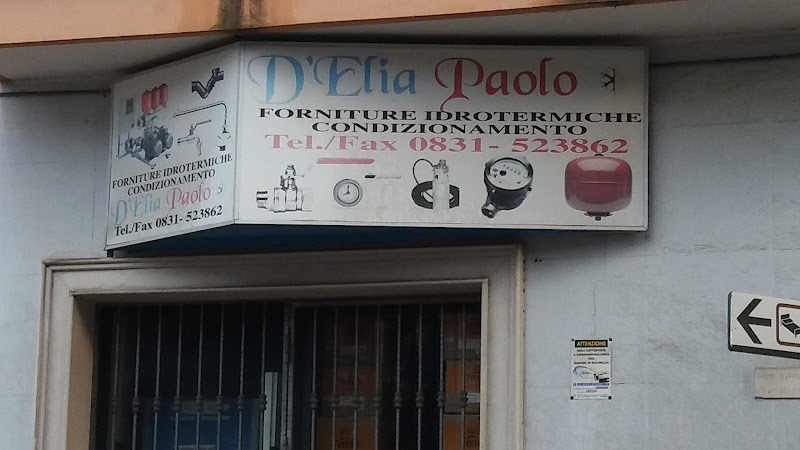 FORNITURE IDROTERMICHE
CONDIZIONAMENTO
D'Elia Paolo
Tel./Fax 0831- 523862
D'Elia Paolo
FORNITURE IDROTERMICHE
CONDIZIONAMENTO
Tel./Fax 0831- 523862
ATTENZIONE